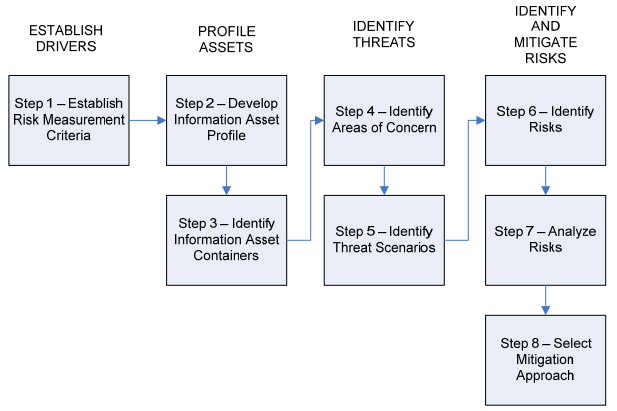 ESTABLISH
DRIVERS
Step 1 – Establish
Risk Measurement
Criteria
PROFILE
ASSETS
Step 2 – Develop
Information Asset
Profile
Step 3 – Identify
Information Asset
Containers
IDENTIFY
THREATS
Step 4 – Identify
Areas of Concern
Step 5 – Identify
Threat Scenarios
IDENTIFY
AND
MITIGATE
RISKS
Step 6 – Identify
Risks
Step 7 – Analyze
Risks
Step 8 – Select
Mitigation
Approach